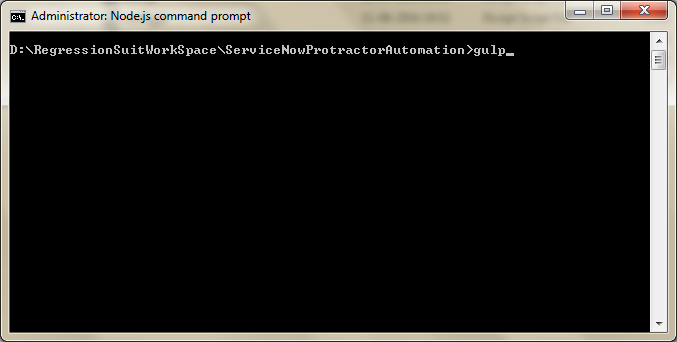 Administrator: Node.js command prompt
D:\RegressionSuitWorkSpace\ServiceNowProtractorAutomation>gulp_